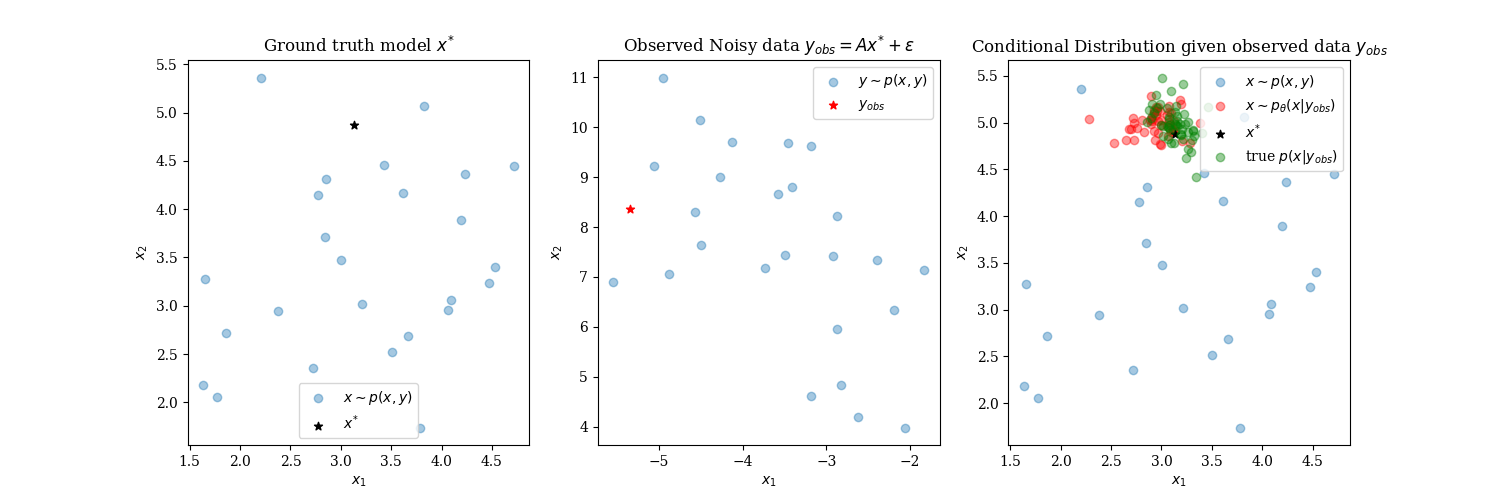 Ground truth model x*
5.5
5.0
4.5
4.0
3.5
3.0
2.5
2.0
x₂
1.5 2.0 2.5 3.0 3.5 4.0 4.5
x₁
x ~ p(x, y)
x*
Observed Noisy data y_obs = Ax* + ε
11
10
9
8
7
6
5
4
x₂
−5 −4 −3 −2
x₁
y ~ p(x, y)
y_obs
Conditional Distribution given observed data y_obs
5.5
5.0
4.5
4.0
3.5
3.0
2.5
2.0
x₂
1.5 2.0 2.5 3.0 3.5 4.0 4.5
x₁
x ~ p(x, y)
x ~ p_θ(x|y_obs)
x*
true p(x|y_obs)